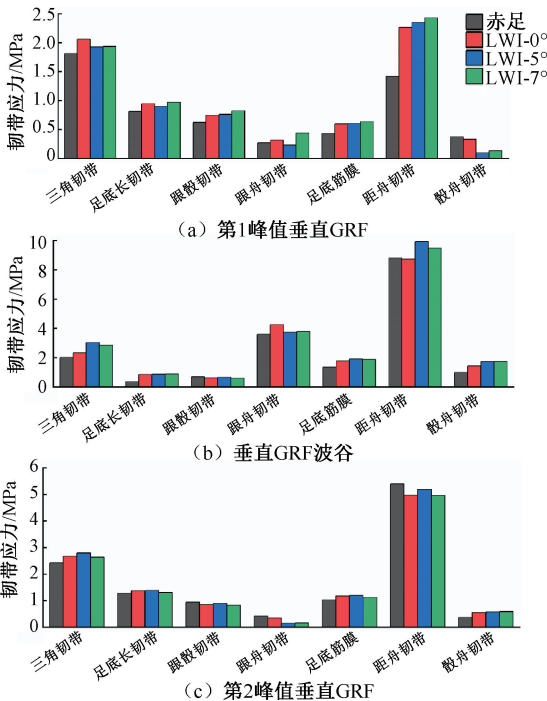 韧带应力/MPa
2.5
2.0
1.5
1.0
0.5
0
赤足
LWI-0°
LWI-5°
LWI-7°
三角韧带
足底长韧带
跟骰韧带
跟舟韧带
足底筋膜
距舟韧带
骰舟韧带
（a）第1峰值垂直GRF
韧带应力/MPa
10
8
6
4
2
0
三角韧带
足底长韧带
跟骰韧带
跟舟韧带
足底筋膜
距舟韧带
骰舟韧带
（b）垂直GRF波谷
韧带应力/MPa
6
5
4
3
2
1
0
三角韧带
足底长韧带
跟骰韧带
跟舟韧带
足底筋膜
距舟韧带
骰舟韧带
（c）第2峰值垂直GRF